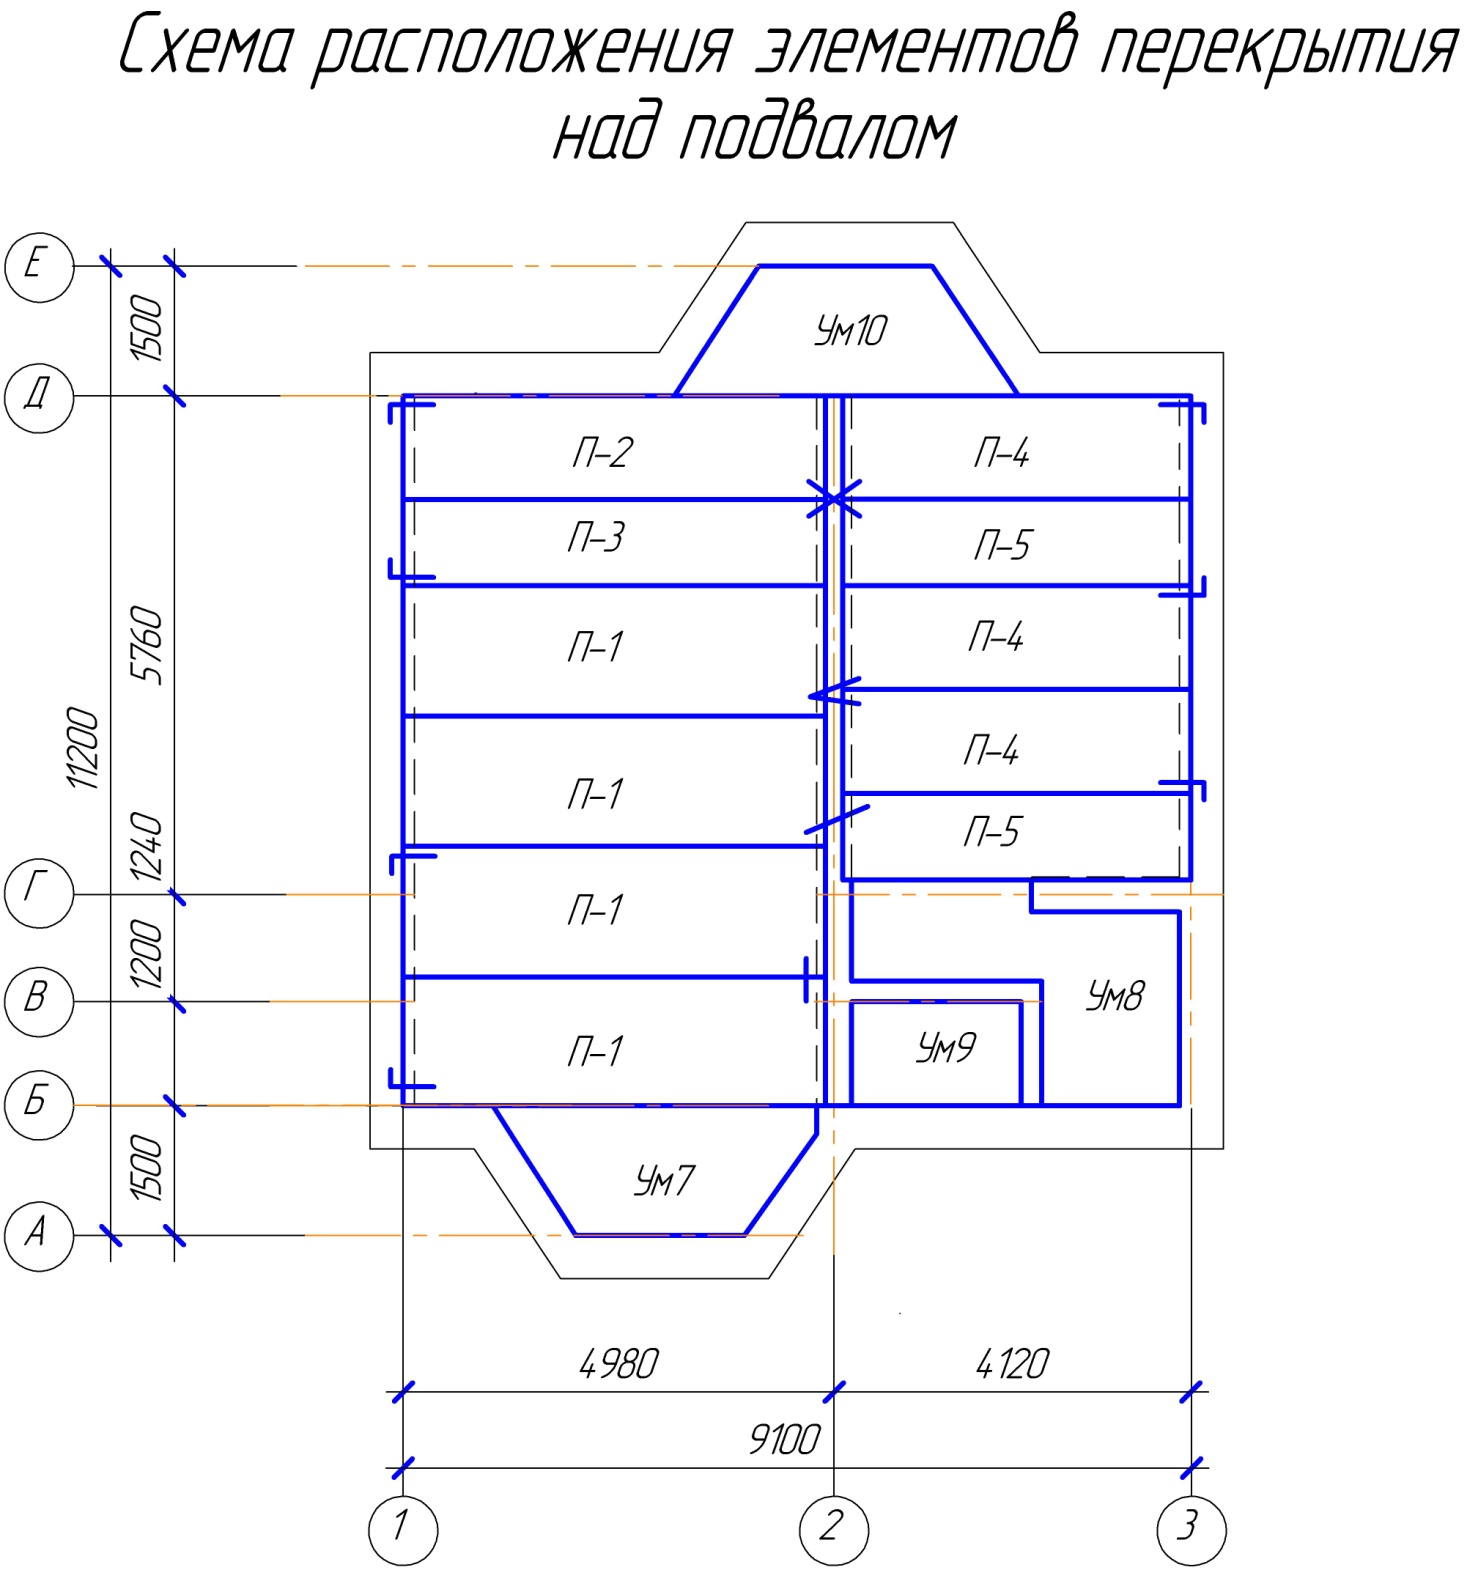 Схема расположения элементов перекрытия
над подвалом
Е
1500
Ум10
Д
П-2
П-4
П-3
П-5
5760
П-1
П-4
11200
П-4
П-1
1240
П-5
Г
П-1
1200
В
Ум8
П-1
Ум9
Б
1500
Ум7
А
4980
4120
9100
1
2
3